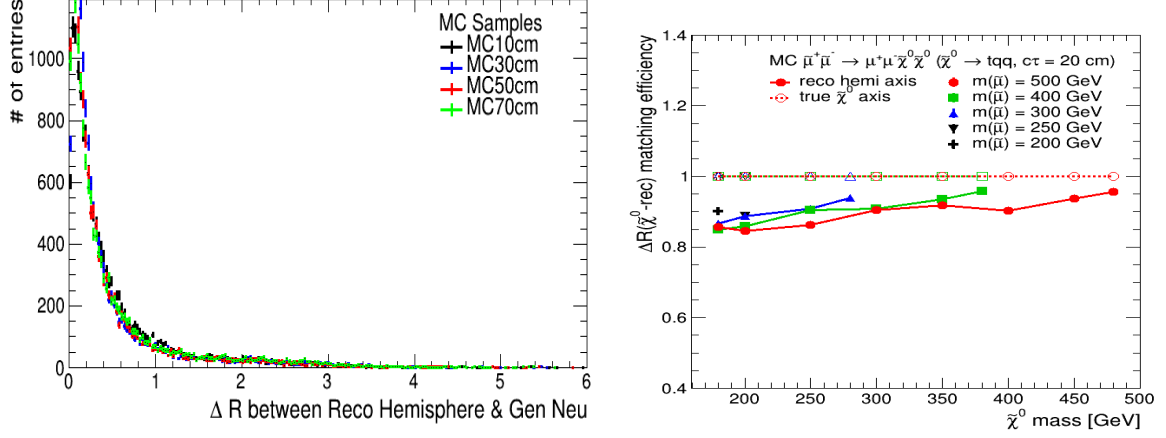 # of entries
1000
800
600
400
200
0
MC Samples
MC10cm
MC30cm
MC50cm
MC70cm
0 1 2 3 4 5 6
Δ R between Reco Hemisphere & Gen Neu
ΔR(χ̃⁰-rec) matching efficiency
1.4
1.2
1
0.8
0.6
0.4
MC μ̃⁺μ̃⁻ → μ⁺μ⁻χ̃⁰χ̃⁰ (χ̃⁰ → tqq, cτ = 20 cm)
reco hemi axis
true χ̃⁰ axis
m(μ̃) = 500 GeV
m(μ̃) = 400 GeV
m(μ̃) = 300 GeV
m(μ̃) = 250 GeV
m(μ̃) = 200 GeV
200 250 300 350 400 450 500
χ̃⁰ mass [GeV]